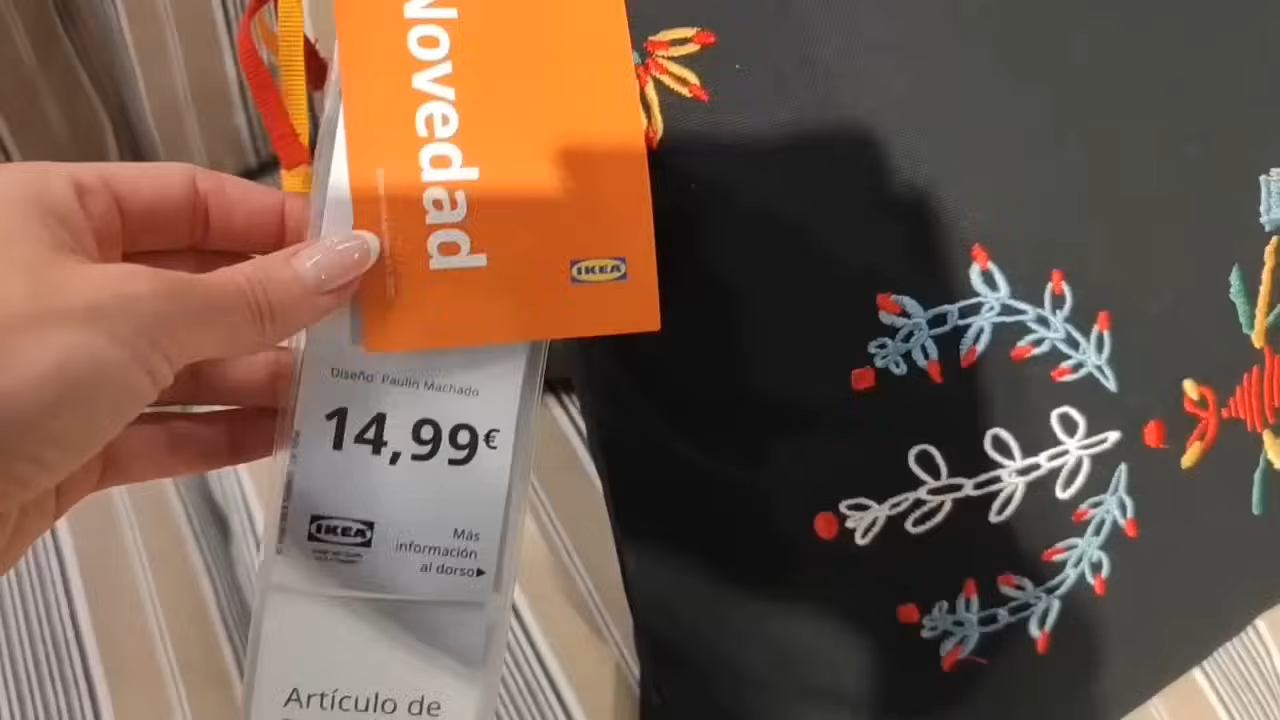 Novedad
IKEA
Diseño: Paulin Machado
14,99€
IKEA
Más
información
al dorso▶
Artículo de